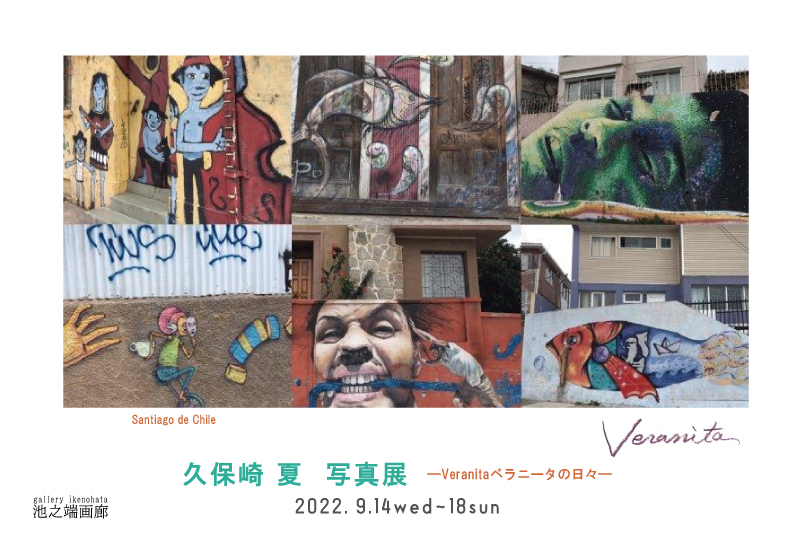 Santiago de Chile
Veranita
久保崎 夏 写真展 ―Veranitaベラニータの日々―
2022. 9.14wed~18sun
gallery ikenohata
池之端画廊